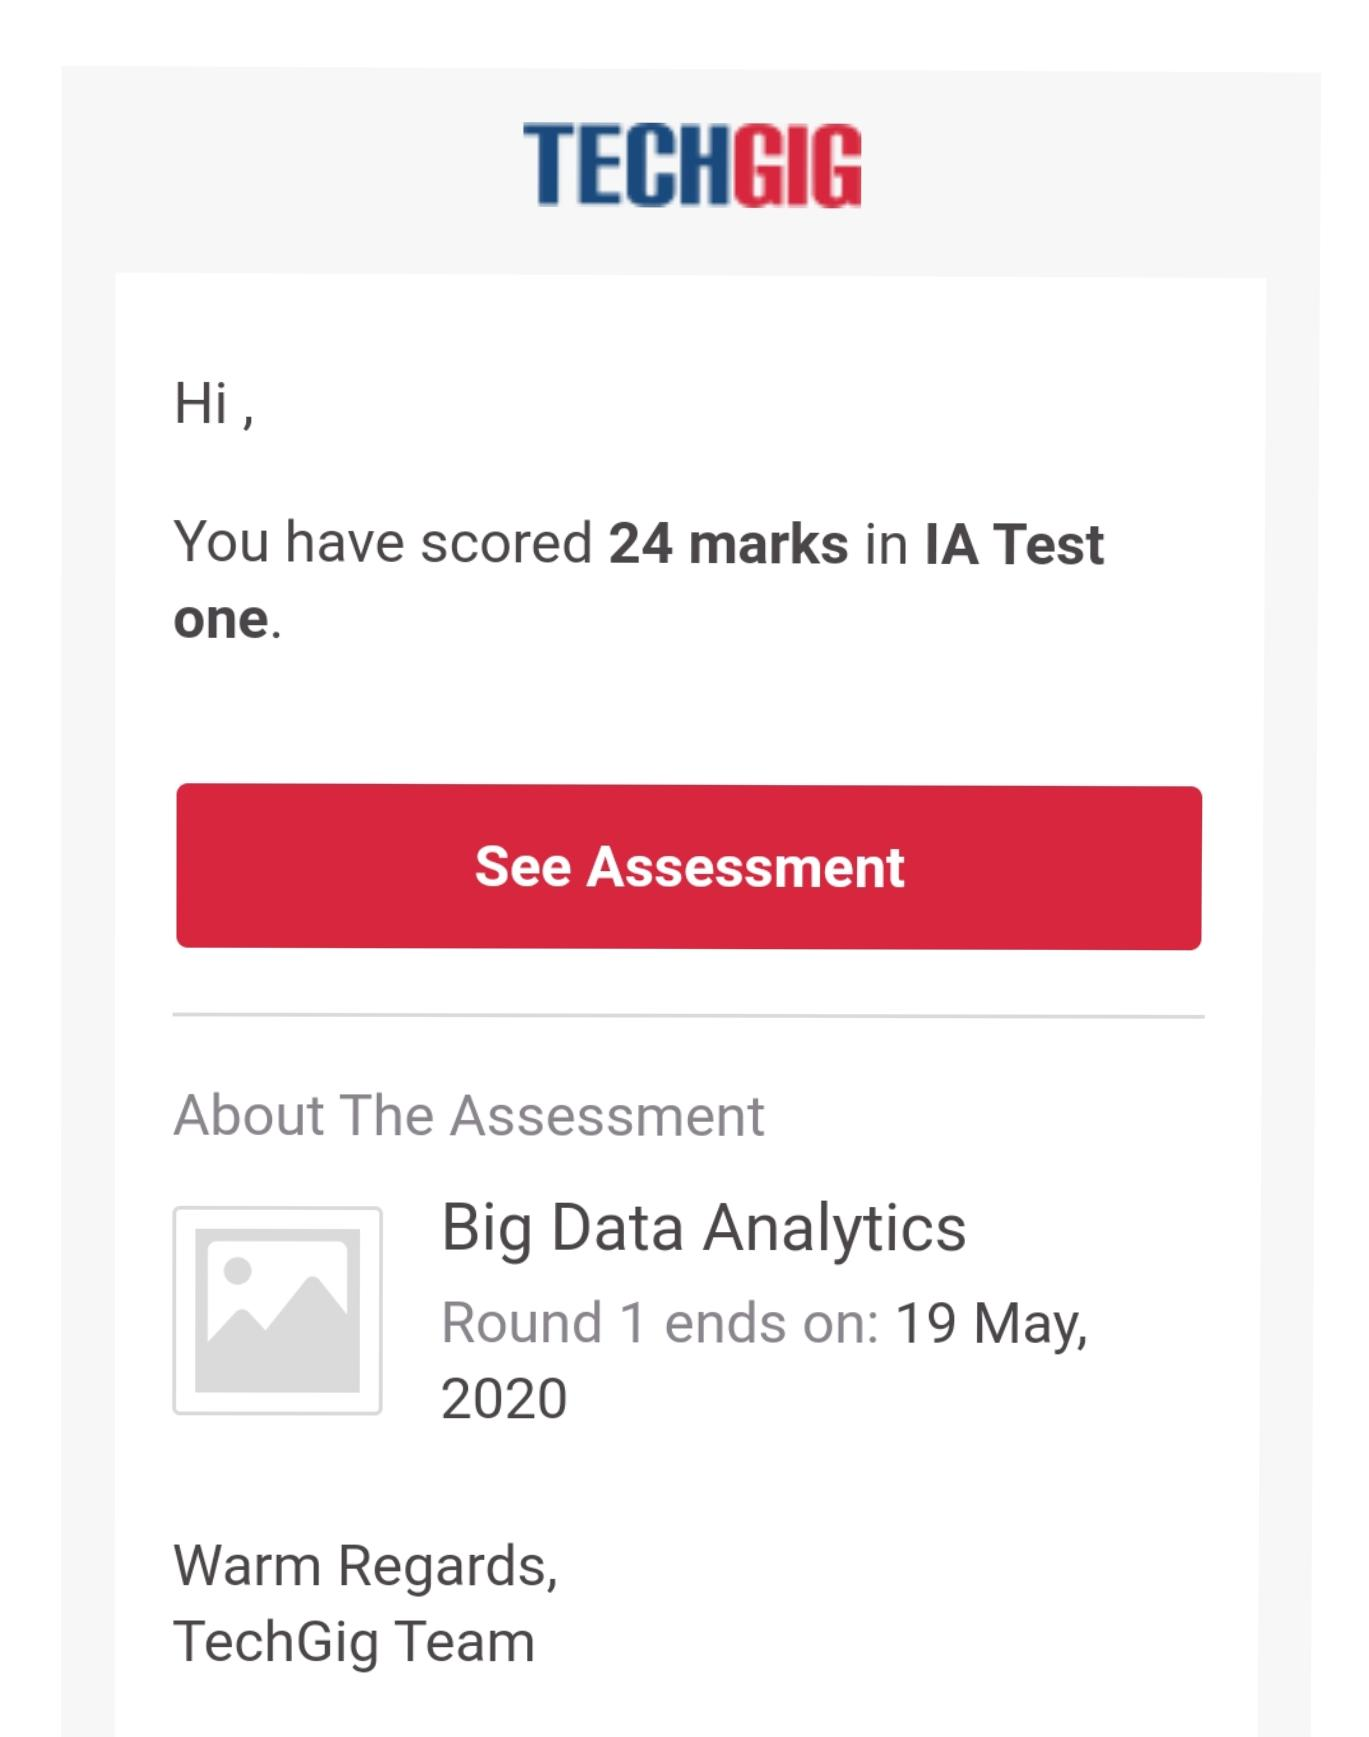 TECHGIG
Hi ,
You have scored 24 marks in IA Test
one.
See Assessment
About The Assessment
Big Data Analytics
Round 1 ends on: 19 May,
2020
Warm Regards,
TechGig Team